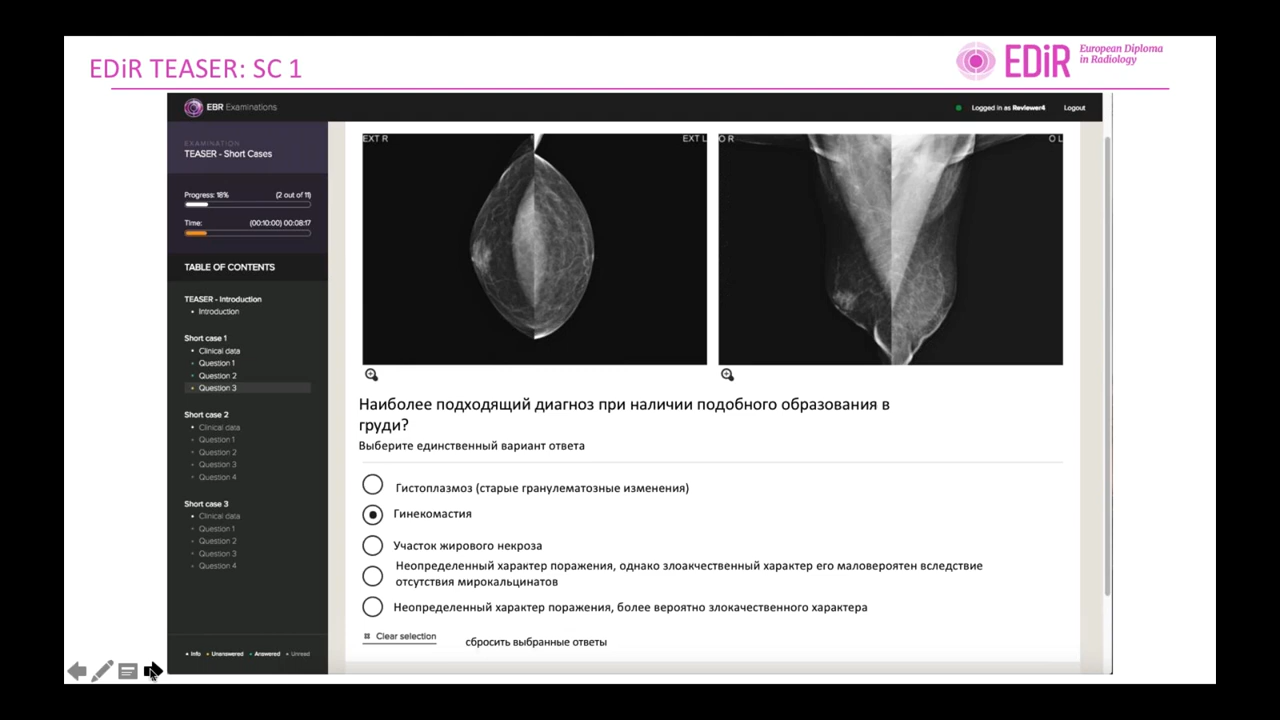 EDiR TEASER: SC 1
EDiR
European Diploma
in Radiology
EBR Examinations
Logged in as Reviewer4
Logout
EXAMINATION
TEASER - Short Cases
Progress: 18%
(2 out of 11)
Time:
(00:10:00) 00:08:17
TABLE OF CONTENTS
TEASER - Introduction
Introduction
Short case 1
Clinical data
Question 1
Question 2
Question 3
Short case 2
Clinical data
Question 1
Question 2
Question 3
Question 4
Short case 3
Clinical data
Question 1
Question 2
Question 3
Question 4
Info Unanswered Answered Unread
EXT R
EXT L
O R
O L
Наиболее подходящий диагноз при наличии подобного образования в
груди?
Выберите единственный вариант ответа
Гистоплазмоз (старые гранулематозные изменения)
Гинекомастия
Участок жирового некроза
Неопределенный характер поражения, однако злоакчественный характер его маловероятен вследствие
отсутствия мирокальцинатов
Неопределенный характер поражения, более вероятно злокачественного характера
Clear selection
сбросить выбранные ответы